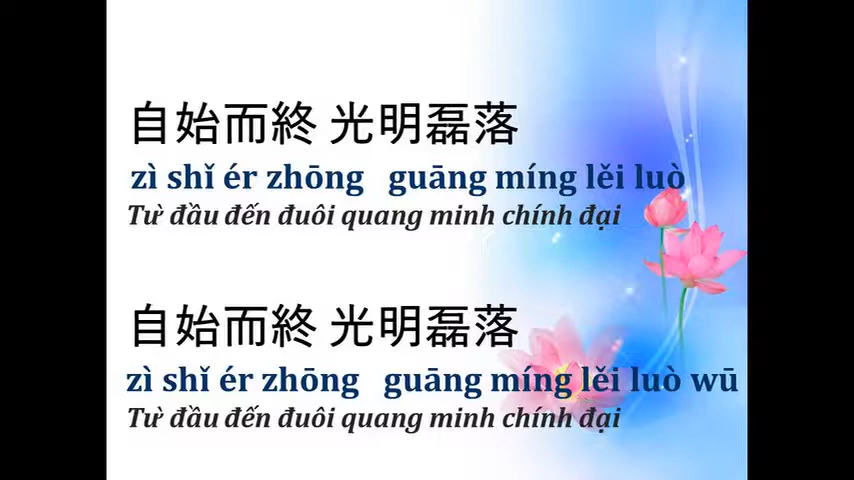 自始而終 光明磊落
zì shǐ ér zhōng guāng míng lěi luò
Từ đầu đến đuôi quang minh chính đại
自始而終 光明磊落
zì shǐ ér zhōng guāng míng lěi luò wū
Từ đầu đến đuôi quang minh chính đại